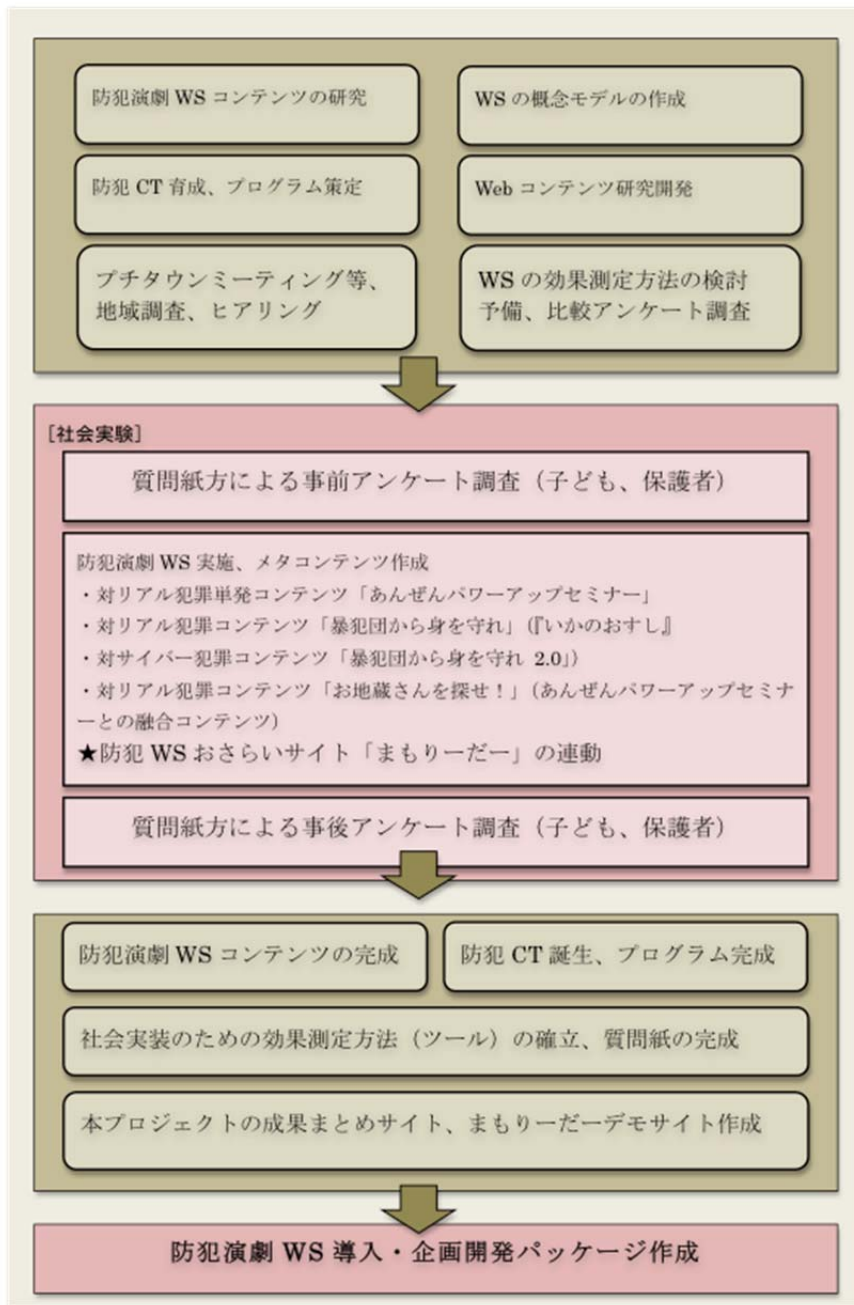 防犯演劇 WS コンテンツの研究
WS の概念モデルの作成
防犯 CT 育成、プログラム策定
Web コンテンツ研究開発
プチタウンミーティング等、
地域調査、ヒアリング
WS の効果測定方法の検討
予備、比較アンケート調査
［社会実験］
質問紙方による事前アンケート調査（子ども、保護者）
防犯演劇 WS 実施、メタコンテンツ作成
・対リアル犯罪単発コンテンツ「あんぜんパワーアップセミナー」
・対リアル犯罪コンテンツ「暴犯団から身を守れ」（『いかのおすし』
・対サイバー犯罪コンテンツ「暴犯団から身を守れ 2.0」）
・対リアル犯罪コンテンツ「お地蔵さんを探せ！」（あんぜんパワーアップセミナ
ーとの融合コンテンツ）
★防犯 WS おさらいサイト「まもりーだー」の連動
質問紙方による事後アンケート調査（子ども、保護者）
防犯演劇 WS コンテンツの完成
防犯 CT 誕生、プログラム完成
社会実装のための効果測定方法（ツール）の確立、質問紙の完成
本プロジェクトの成果まとめサイト、まもりーだーデモサイト作成
防犯演劇 WS 導入・企画開発パッケージ作成